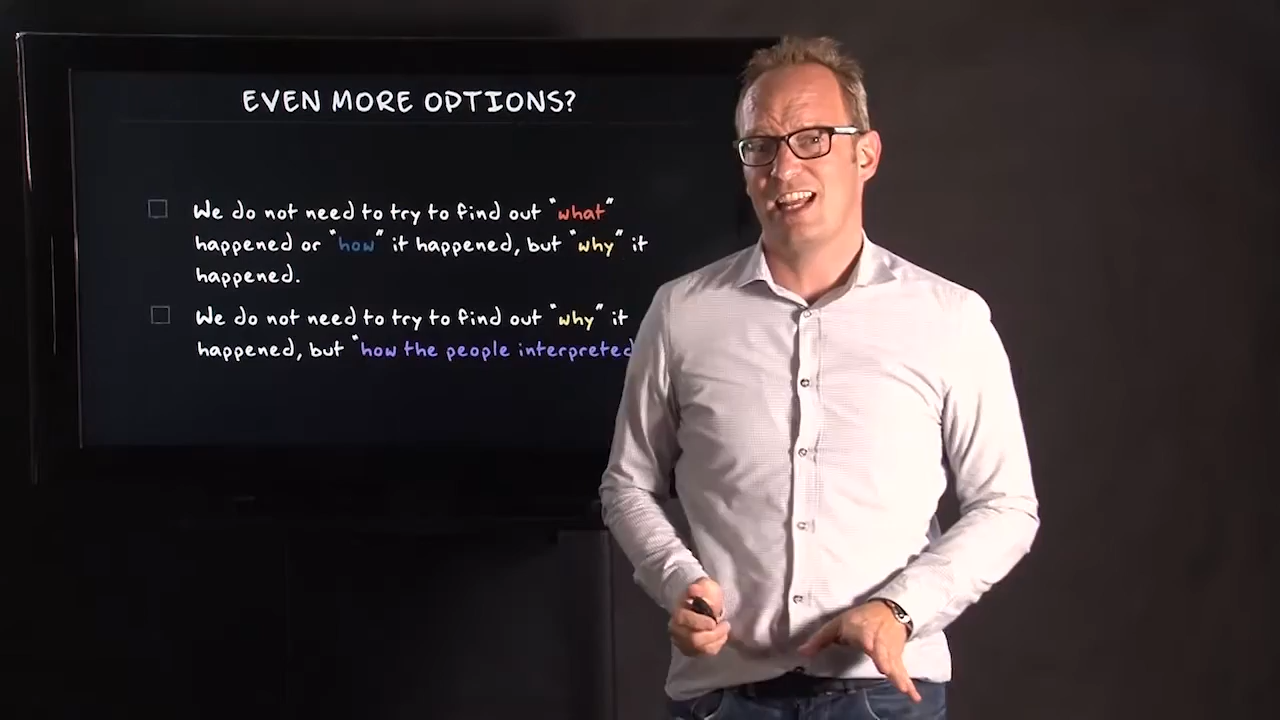 EVEN MORE OPTIONS?
We do not need to try to find out "what"
happened or "how" it happened, but "why" it
happened.
We do not need to try to find out "why" it
happened, but "how the people interpreted